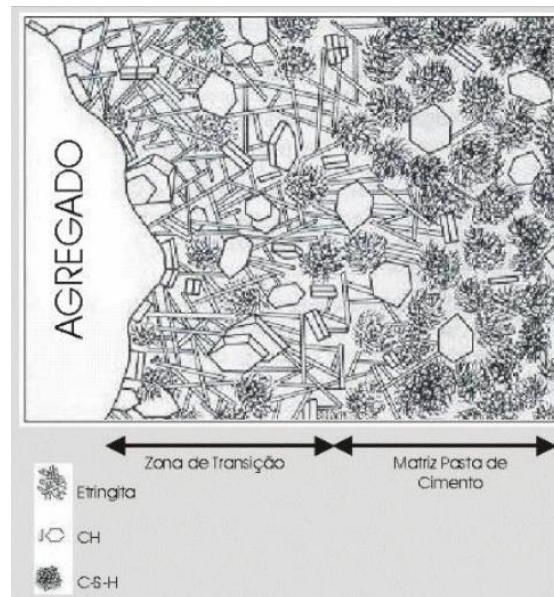 AGREGADO
Zona de Transição
Matriz Pasta de
Cimento
Etringita
CH
C-S-H